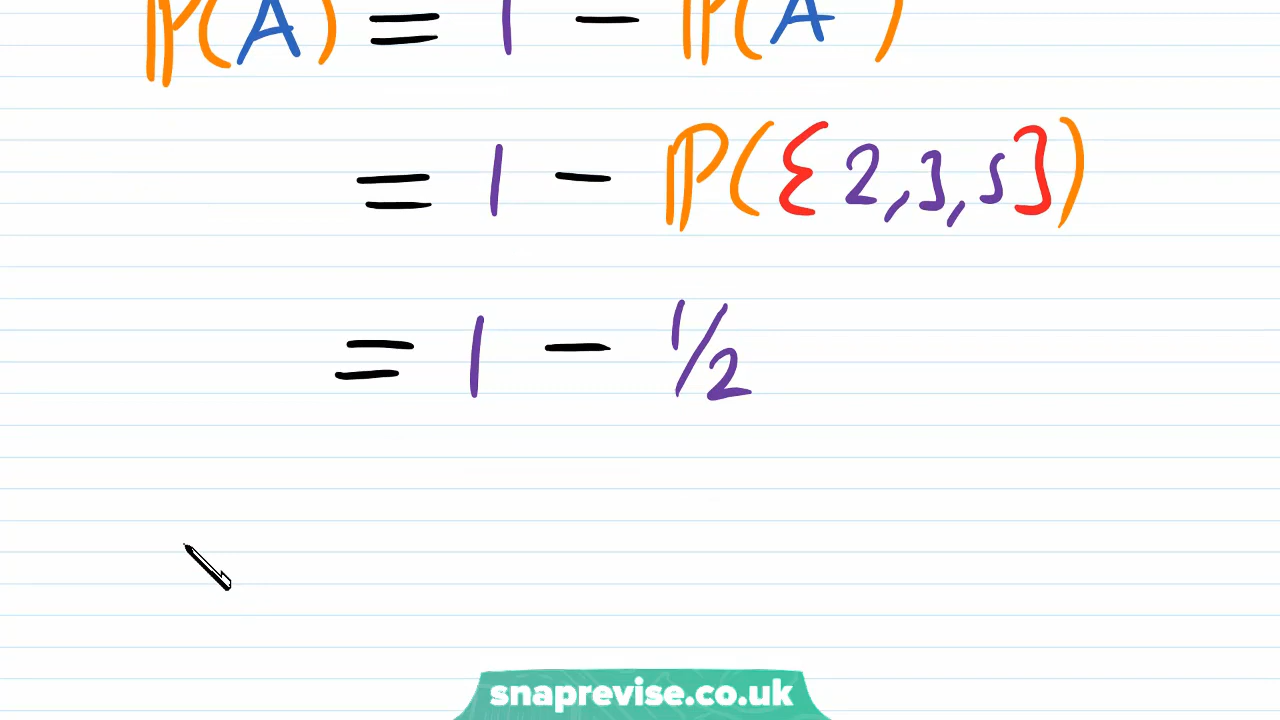 ℙ(A) = 1 − ℙ(A )
= 1 − ℙ({2,3,5})
= 1 − 1/2
snaprevise.co.uk